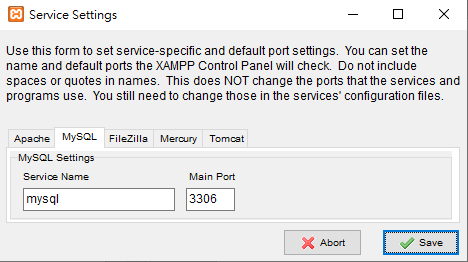 Service Settings
Use this form to set service-specific and default port settings.  You can set the
name and default ports the XAMPP Control Panel will check.  Do not include
spaces or quotes in names.  This does NOT change the ports that the services and
programs use.  You still need to change those in the services' configuration files.
Apache MySQL FileZilla Mercury Tomcat
MySQL Settings
Service Name Main Port
mysql 3306
Abort Save